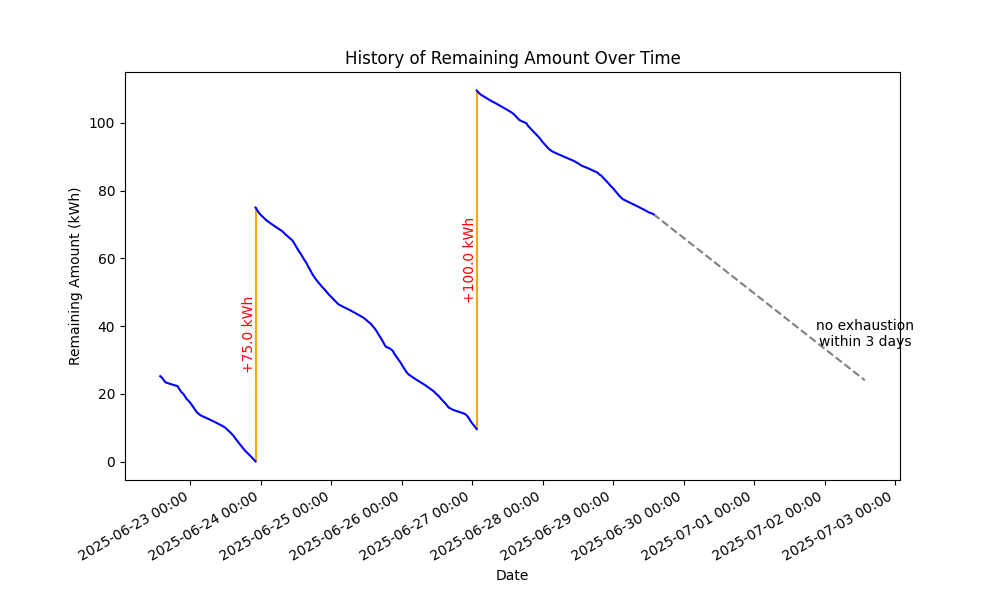 History of Remaining Amount Over Time
Remaining Amount (kWh)
100
80
60
40
20
0
+75.0 kWh
+100.0 kWh
no exhaustion
within 3 days
2025-06-23 00:00
2025-06-24 00:00
2025-06-25 00:00
2025-06-26 00:00
2025-06-27 00:00
2025-06-28 00:00
2025-06-29 00:00
2025-06-30 00:00
2025-07-01 00:00
2025-07-02 00:00
2025-07-03 00:00
Date